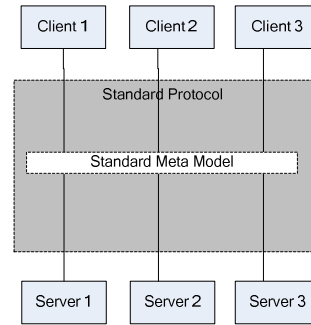 Client 1 Client 2 Client 3
Standard Protocol
Standard Meta Model
Server 1 Server 2 Server 3